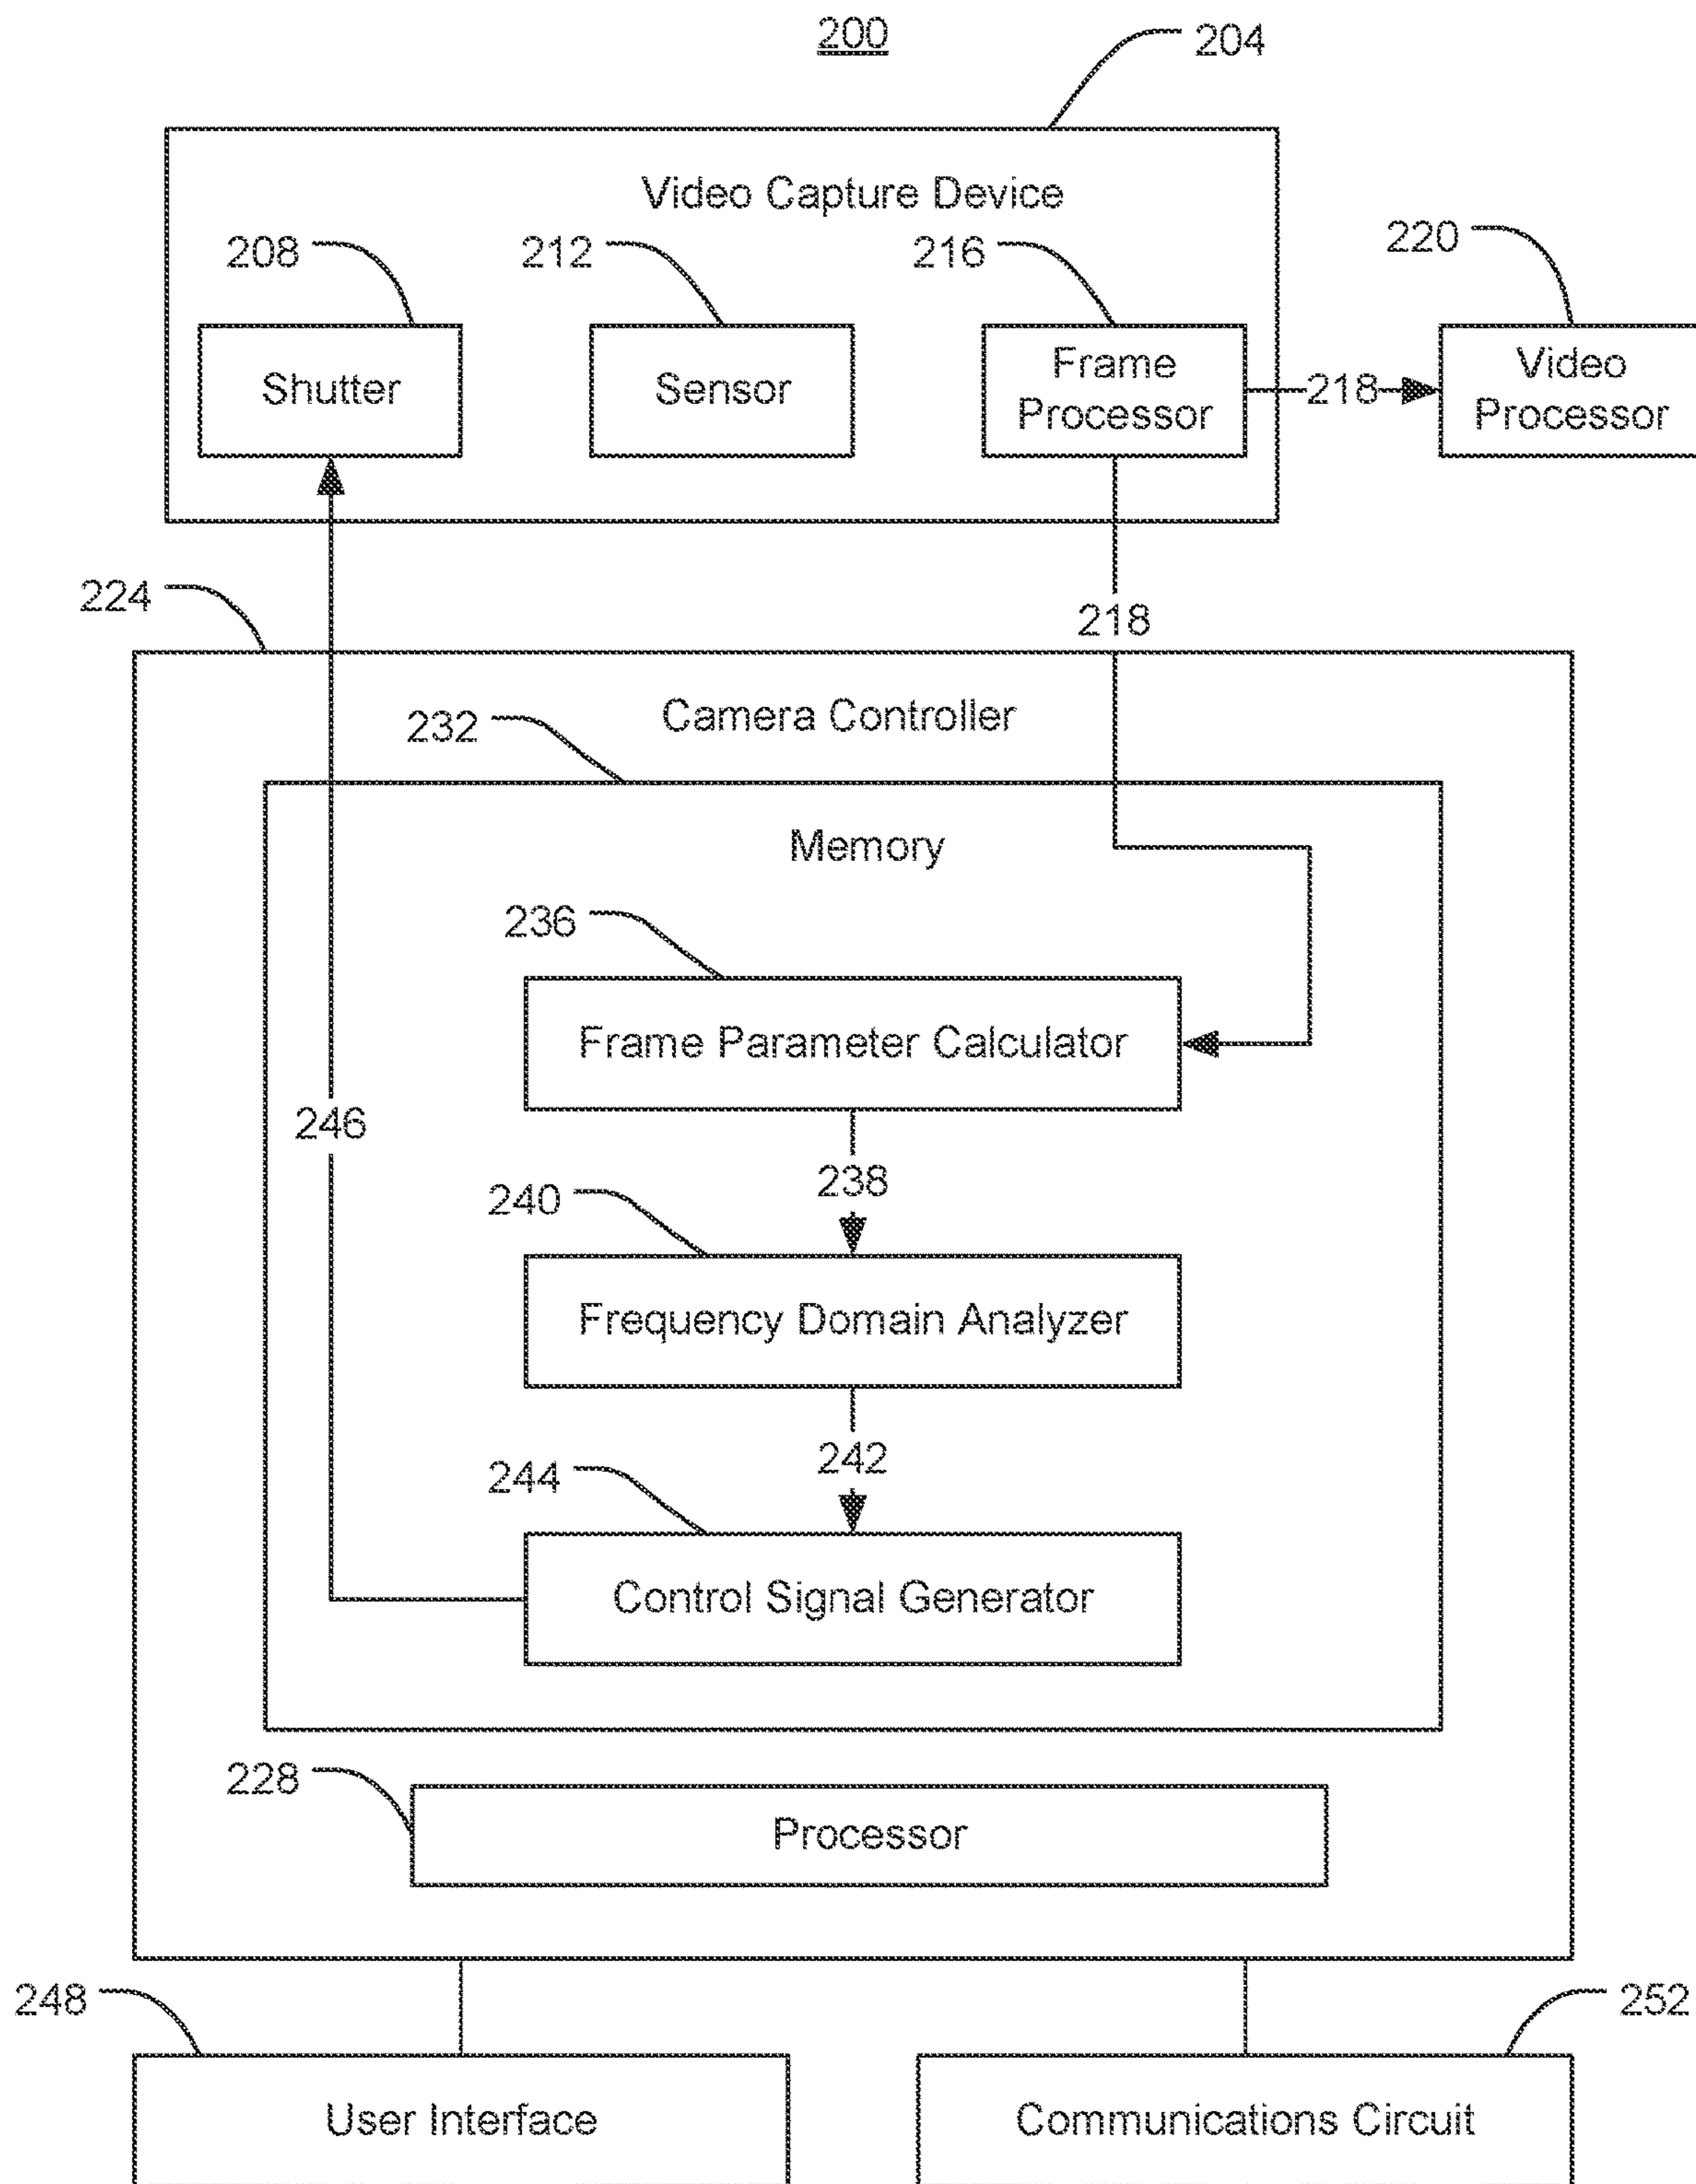 200
204
Video Capture Device
208
212
216
220
Shutter
Sensor
Frame
Processor
218
Video
Processor
218
224
Camera Controller
232
Memory
236
Frame Parameter Calculator
246
238
240
Frequency Domain Analyzer
242
244
Control Signal Generator
228
Processor
248
252
User Interface
Communications Circuit